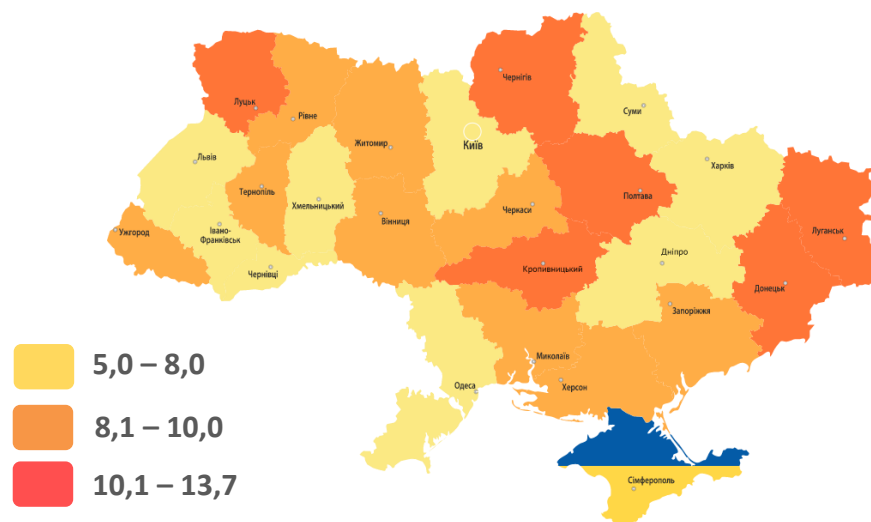 Чернігів
Луцьк
Суми
Рівне
Київ
Житомир
Львів
Харків
Тернопіль
Полтава
Хмельницький
Черкаси
Вінниця
Ужгород
Івано-
Франківськ
Луганськ
Дніпро
Чернівці
Кропивницький
Донецьк
Запоріжжя
Миколаїв
5,0 – 8,0
Одеса
Херсон
8,1 – 10,0
10,1 – 13,7
Сімферополь